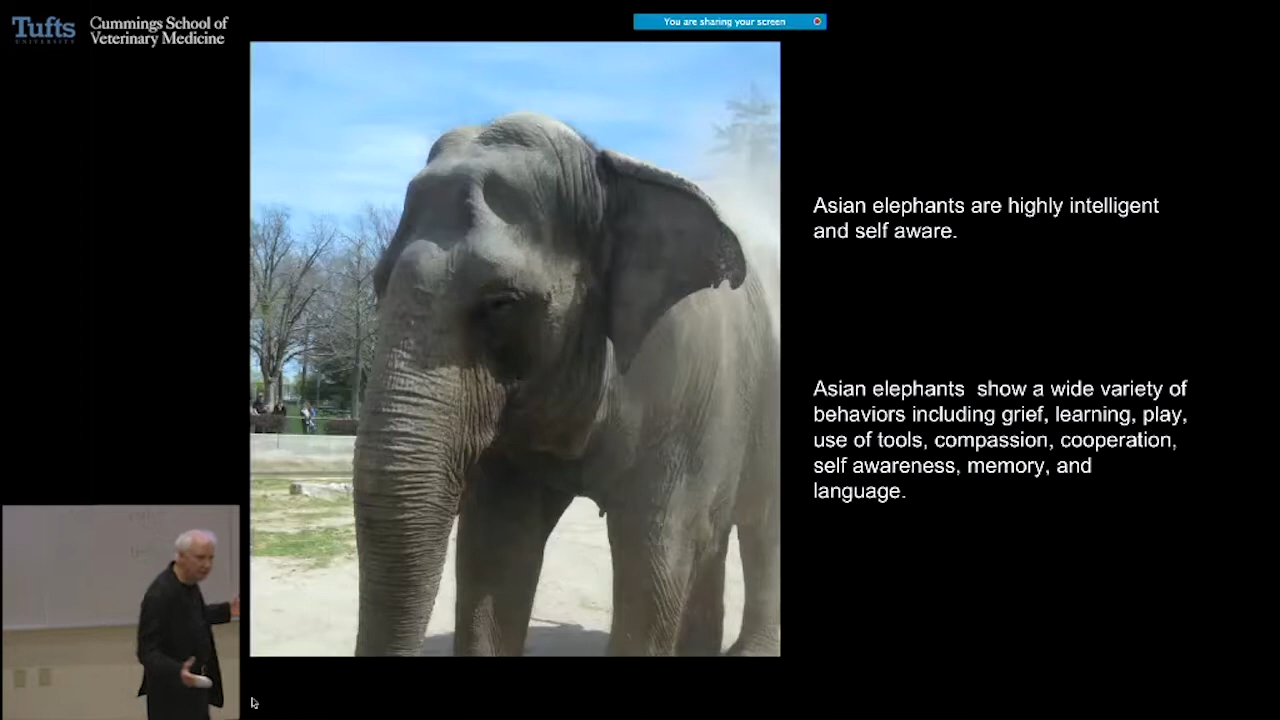 Tufts
UNIVERSITY
Cummings School of
Veterinary Medicine
You are sharing your screen
Asian elephants are highly intelligent
and self aware.
Asian elephants  show a wide variety of
behaviors including grief, learning, play,
use of tools, compassion, cooperation,
self awareness, memory, and
language.